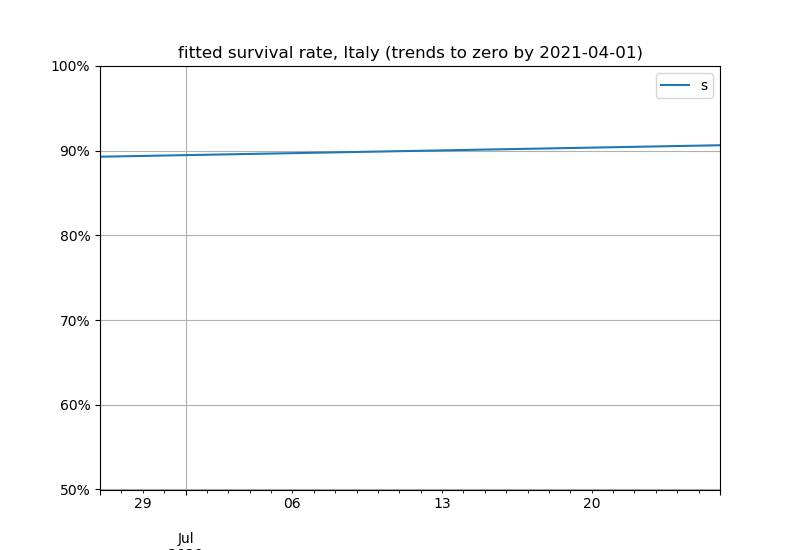 fitted survival rate, Italy (trends to zero by 2021-04-01)
100%
s
90%
80%
70%
60%
50%
29 06 13 20
Jul